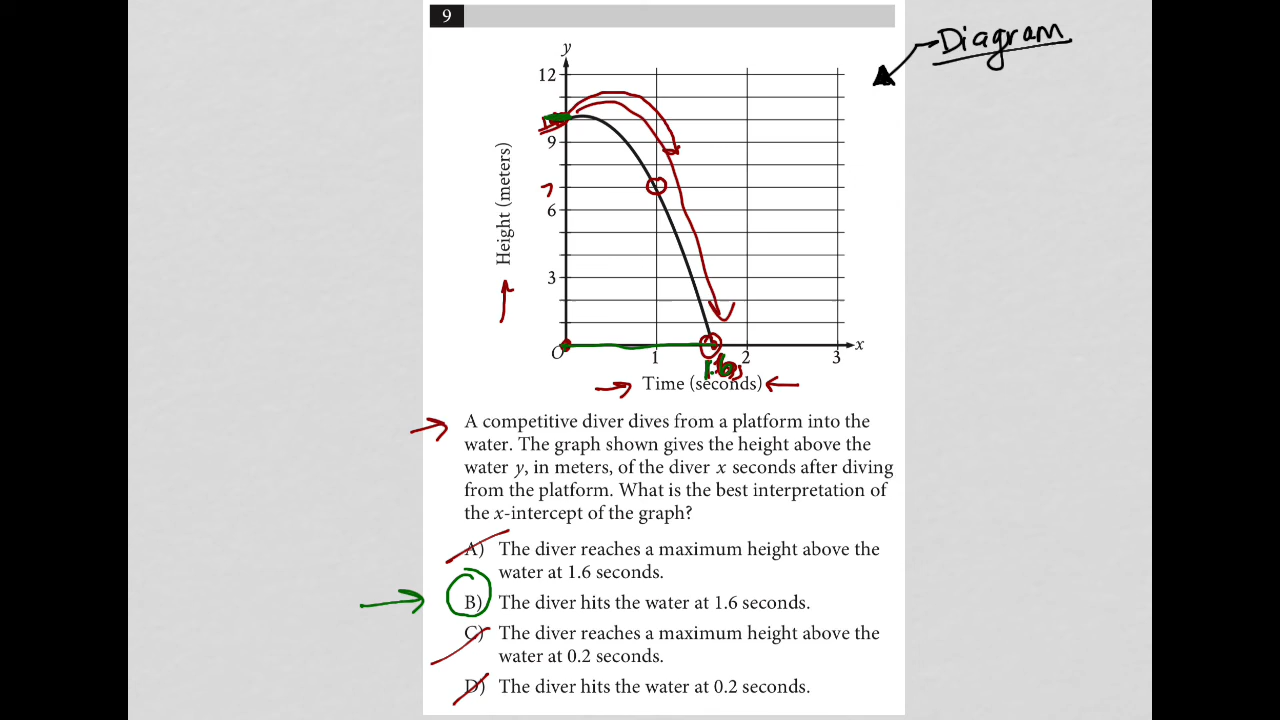 9
Diagram
y
12
9
7
6
3
O
1
2
3
x
1.6s
Height (meters)
Time (seconds)
A competitive diver dives from a platform into the
water. The graph shown gives the height above the
water y, in meters, of the diver x seconds after diving
from the platform. What is the best interpretation of
the x-intercept of the graph?
A) The diver reaches a maximum height above the
water at 1.6 seconds.
B) The diver hits the water at 1.6 seconds.
C) The diver reaches a maximum height above the
water at 0.2 seconds.
D) The diver hits the water at 0.2 seconds.